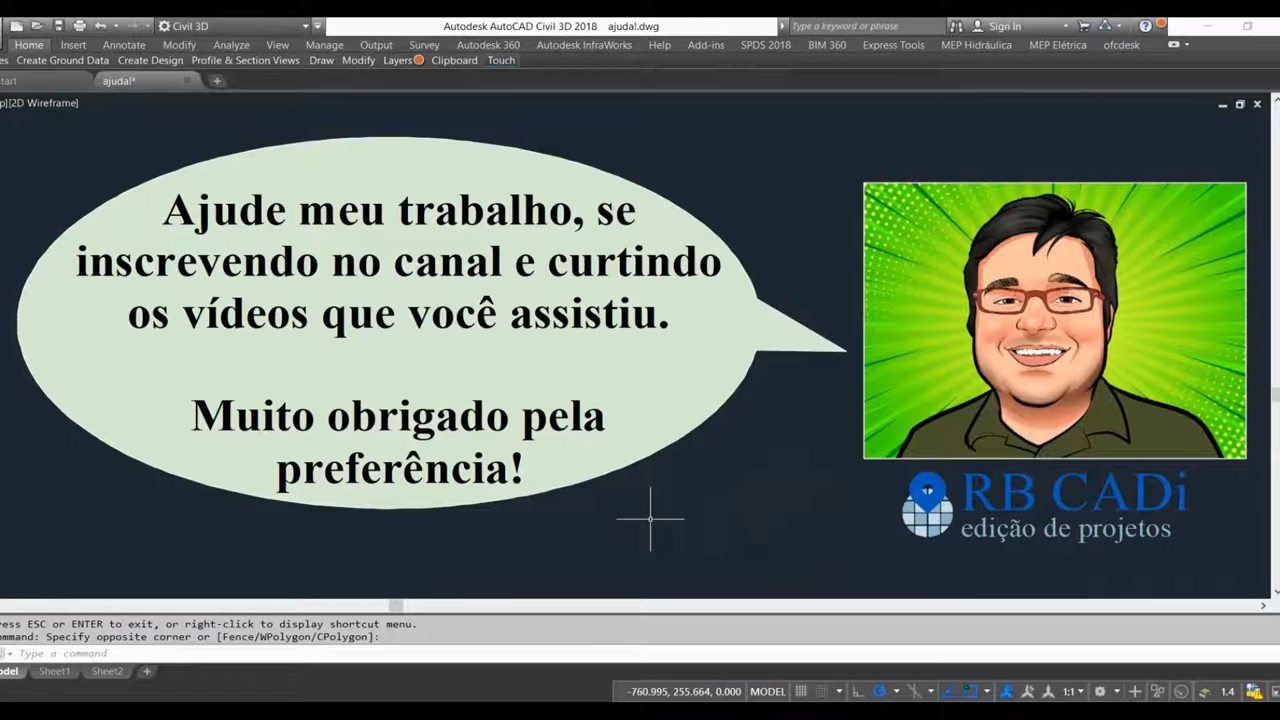 Civil 3D
Autodesk AutoCAD Civil 3D 2018 ajuda!.dwg
Type a keyword or phrase
Sign In
Home Insert Annotate Modify Analyze View Manage Output Survey Autodesk 360 Autodesk InfraWorks Help Add-ins SPDS 2018 BIM 360 Express Tools MEP Hidráulica MEP Elétrica ofcdesk
Create Ground Data Create Design Profile & Section Views Draw Modify Layers Clipboard Touch
tart ajuda!*
p][2D Wireframe]
Ajude meu trabalho, se
inscrevendo no canal e curtindo
os vídeos que você assistiu.
Muito obrigado pela
preferência!
RB CADi
edição de projetos
ress ESC or ENTER to exit, or right-click to display shortcut menu.
ommand: Specify opposite corner or [Fence/WPolygon/CPolygon]:
Type a command
odel Sheet1 Sheet2
-760.995, 255.664, 0.000 MODEL 1:1 1.4